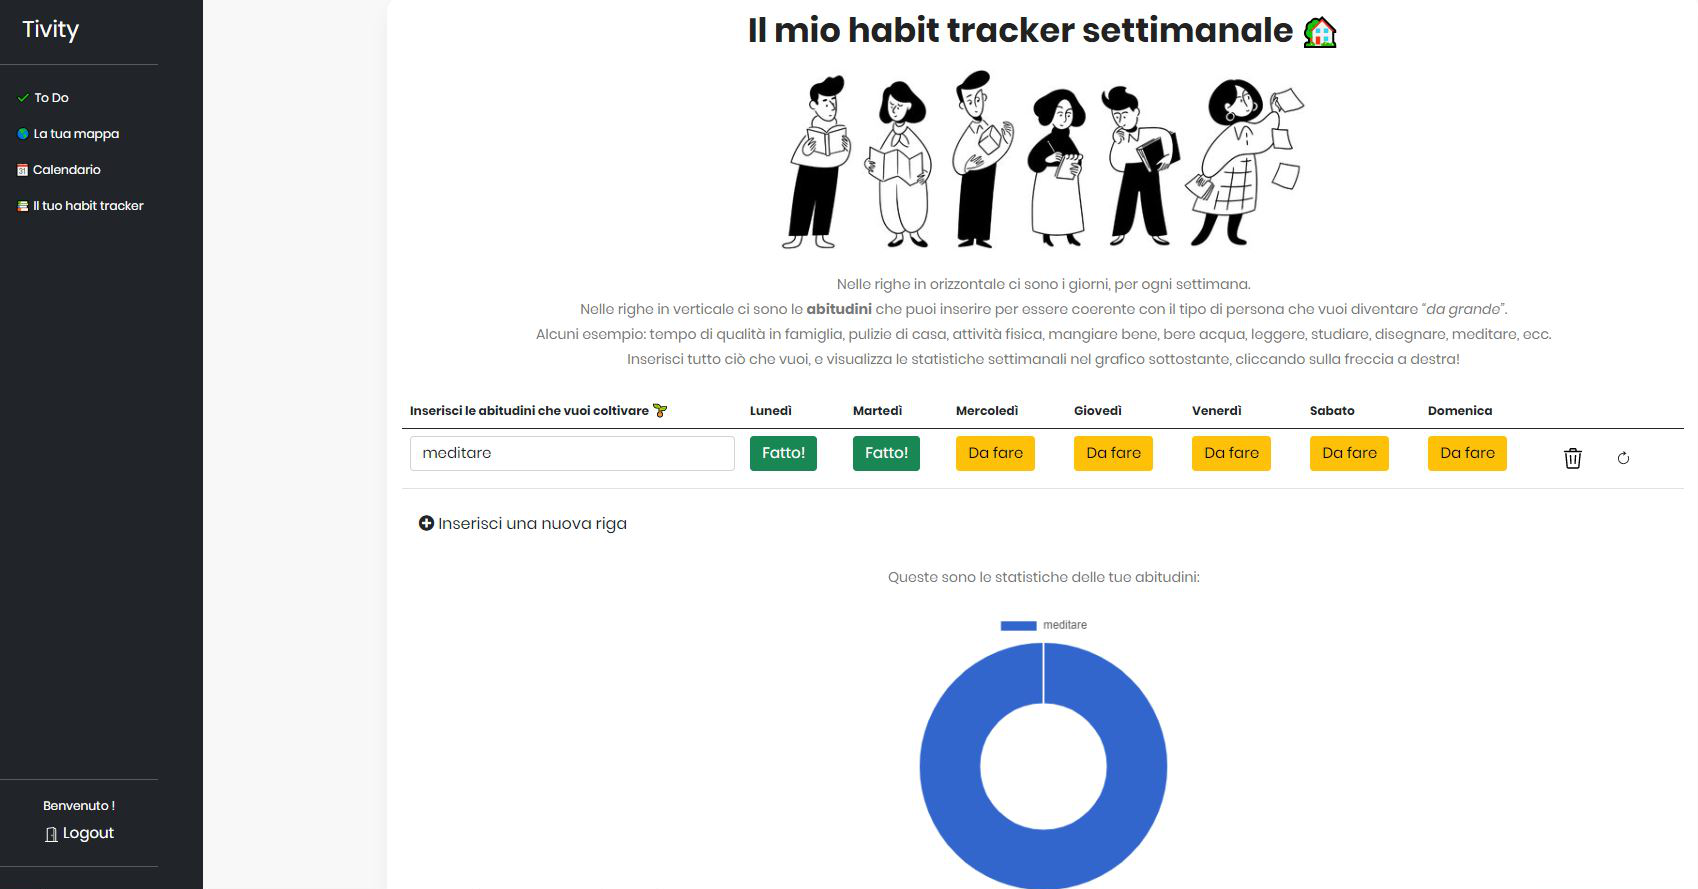 Tivity
To Do
La tua mappa
Calendario
Il tuo habit tracker
Benvenuto !
Logout
Il mio habit tracker settimanale
Nelle righe in orizzontale ci sono i giorni, per ogni settimana.
Nelle righe in verticale ci sono le abitudini che puoi inserire per essere coerente con il tipo di persona che vuoi diventare “da grande”.
Alcuni esempio: tempo di qualità in famiglia, pulizie di casa, attività fisica, mangiare bene, bere acqua, leggere, studiare, disegnare, meditare, ecc.
Inserisci tutto ciò che vuoi, e visualizza le statistiche settimanali nel grafico sottostante, cliccando sulla freccia a destra!
Inserisci le abitudini che vuoi coltivare Lunedì Martedì Mercoledì Giovedì Venerdì Sabato Domenica
meditare Fatto! Fatto! Da fare Da fare Da fare Da fare Da fare
Inserisci una nuova riga
Queste sono le statistiche delle tue abitudini:
meditare